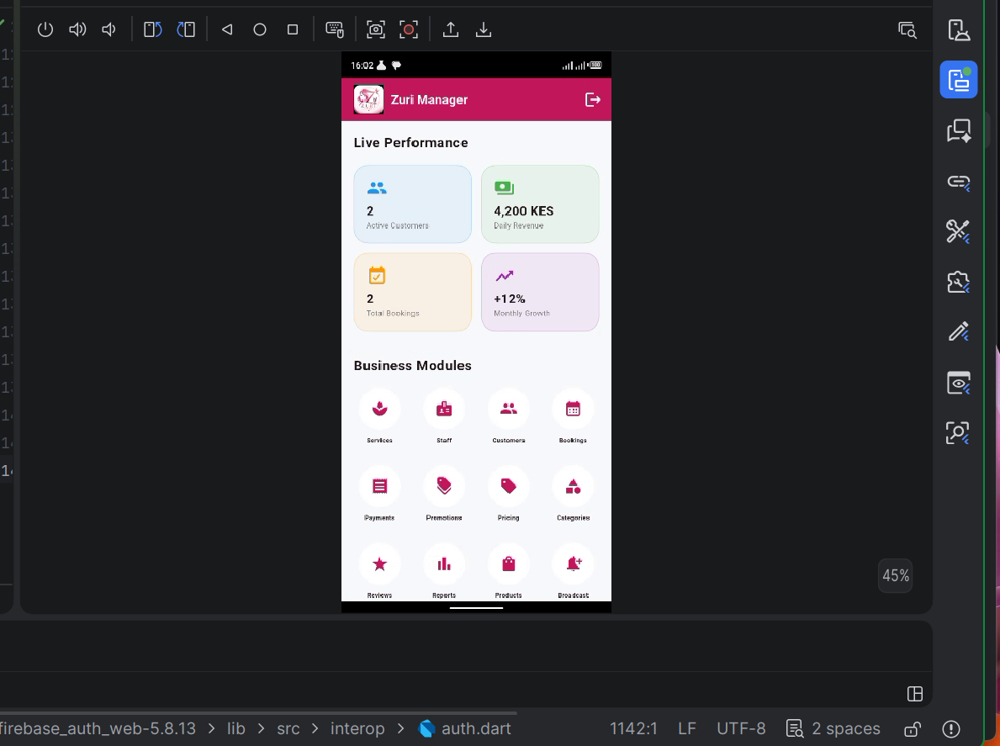 16:02
100
ZURI
Zuri Manager
Live Performance
2
Active Customers
4,200 KES
Daily Revenue
2
Total Bookings
+12%
Monthly Growth
Business Modules
Services
Staff
Customers
Bookings
Payments
Promotions
Pricing
Categories
Reviews
Reports
Products
Broadcast
45%
firebase_auth_web-5.8.13 > lib > src > interop > auth.dart
1142:1 LF UTF-8 2 spaces